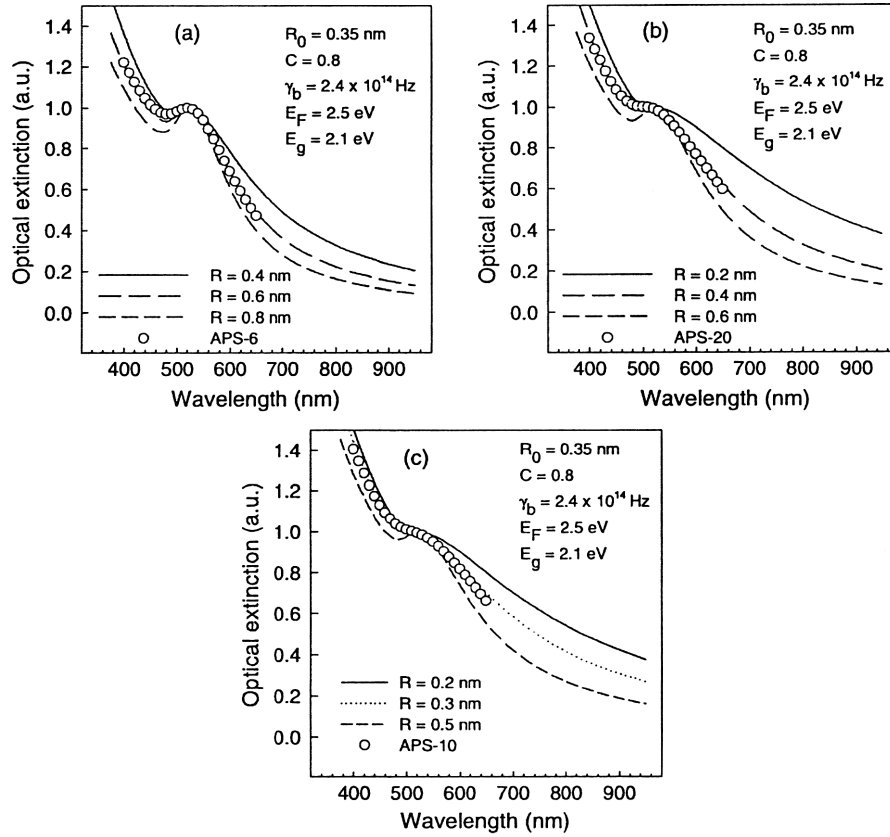 (a)
R0 = 0.35 nm
C = 0.8
γb = 2.4 x 10^14 Hz
EF = 2.5 eV
Eg = 2.1 eV
Optical extinction (a.u.)
1.4
1.2
1.0
0.8
0.6
0.4
0.2
0.0
R = 0.4 nm
R = 0.6 nm
R = 0.8 nm
APS-6
400 500 600 700 800 900
Wavelength (nm)
(b)
R0 = 0.35 nm
C = 0.8
γb = 2.4 x 10^14 Hz
EF = 2.5 eV
Eg = 2.1 eV
Optical extinction (a.u.)
1.4
1.2
1.0
0.8
0.6
0.4
0.2
0.0
R = 0.2 nm
R = 0.4 nm
R = 0.6 nm
APS-20
400 500 600 700 800 900
Wavelength (nm)
(c)
R0 = 0.35 nm
C = 0.8
γb = 2.4 x 10^14 Hz
EF = 2.5 eV
Eg = 2.1 eV
Optical extinction (a.u.)
1.4
1.2
1.0
0.8
0.6
0.4
0.2
0.0
R = 0.2 nm
R = 0.3 nm
R = 0.5 nm
APS-10
400 500 600 700 800 900
Wavelength (nm)